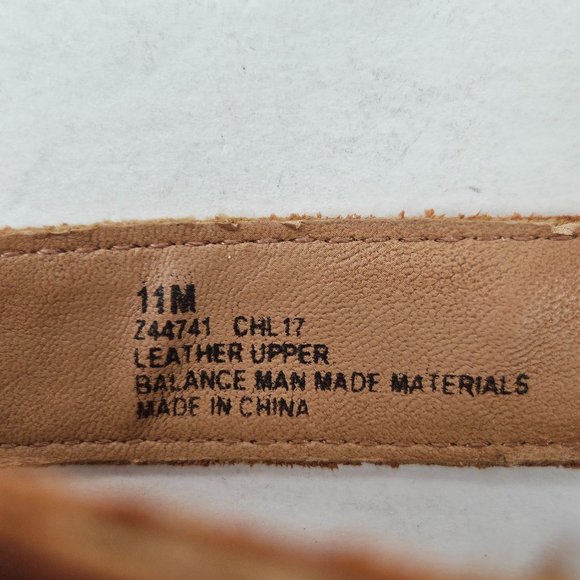 11M
Z44741 CHL17
LEATHER UPPER
BALANCE MAN MADE MATERIALS
MADE IN CHINA